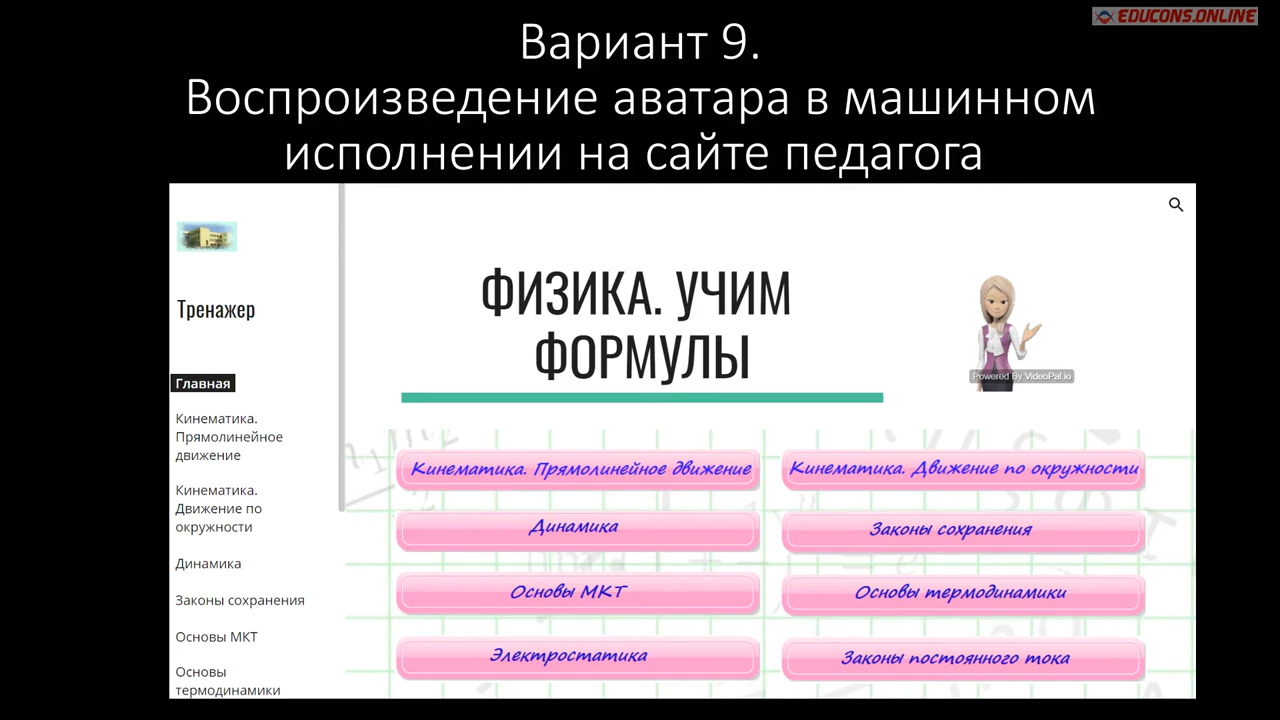 EDUCONS.ONLINE
Вариант 9.
Воспроизведение аватара в машинном
исполнении на сайте педагога
Тренажер
Главная
Кинематика.
Прямолинейное
движение
Кинематика.
Движение по
окружности
Динамика
Законы сохранения
Основы МКТ
Основы
термодинамики
ФИЗИКА. УЧИМ
ФОРМУЛЫ
Powered By VideoPal.io
Кинематика. Прямолинейное движение
Кинематика. Движение по окружности
Динамика
Законы сохранения
Основы МКТ
Основы термодинамики
Электростатика
Законы постоянного тока